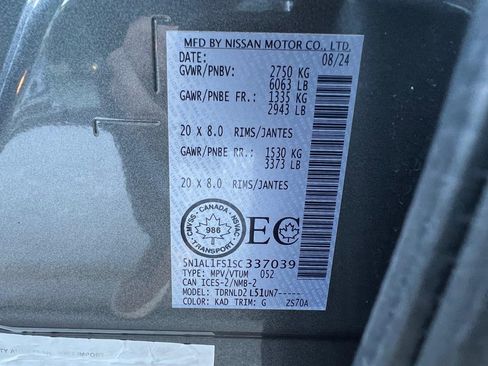 MFD BY NISSAN MOTOR CO., LTD.
DATE: 08/24
GVWR/PNBV: 2750 KG
6063 LB
GAWR/PNBE FR.: 1335 KG
2943 LB
20 X 8.0 RIMS/JANTES
GAWR/PNBE RR.: 1530 KG
3373 LB
20 X 8.0 RIMS/JANTES
CMVSS - CANADA - NSVAC
986
TRANSPORT
EC
5N1AL1FS1SC337039
TYPE: MPV/VTUM 052
CAN ICES-2/NMB-2
MODEL: TDRNLD2 L51UN7-----
COLOR: KAD TRIM: G 2S70A